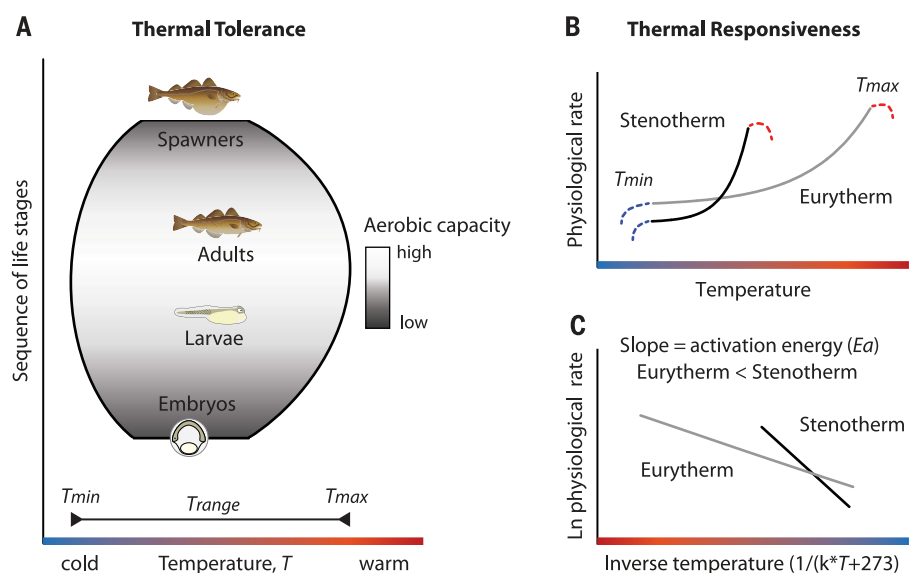 A
Thermal Tolerance
Sequence of life stages
Spawners
Adults
Larvae
Embryos
Aerobic capacity
high
low
Tmin
Trange
Tmax
cold
Temperature, T
warm
B
Thermal Responsiveness
Physiological rate
Tmin
Stenotherm
Tmax
Eurytherm
Temperature
C
Ln physiological rate
Slope = activation energy (Ea)
Eurytherm < Stenotherm
Stenotherm
Eurytherm
Inverse temperature (1/(k*T+273)